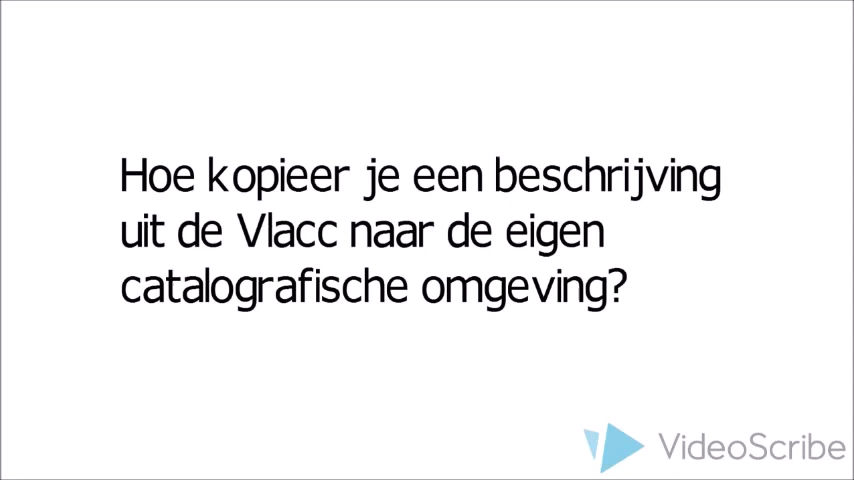 Hoe kopieer je een beschrijving
uit de Vlacc naar de eigen
catalografische omgeving?
VideoScribe